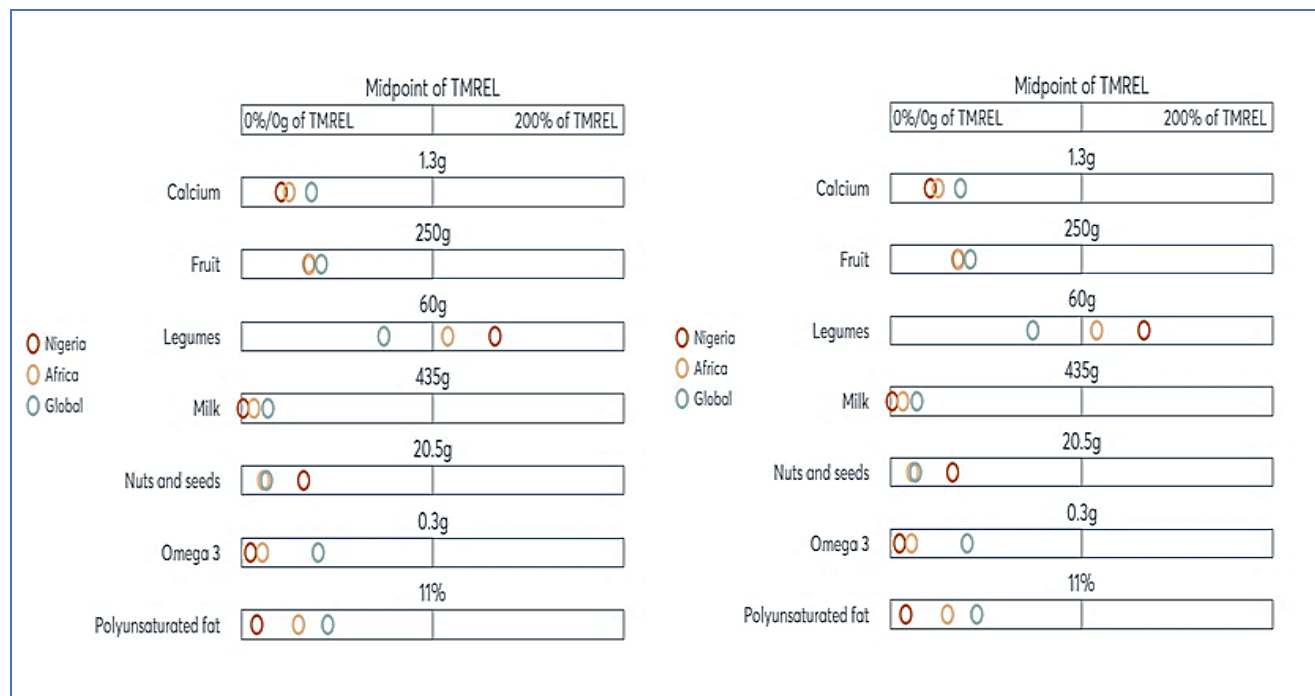 Midpoint of TMREL
0%/0g of TMREL 200% of TMREL
1.3g
Calcium
250g
Fruit
60g
Legumes
435g
Milk
20.5g
Nuts and seeds
0.3g
Omega 3
11%
Polyunsaturated fat
Nigeria
Africa
Global
Midpoint of TMREL
0%/0g of TMREL 200% of TMREL
1.3g
Calcium
250g
Fruit
60g
Legumes
435g
Milk
20.5g
Nuts and seeds
0.3g
Omega 3
11%
Polyunsaturated fat
Nigeria
Africa
Global